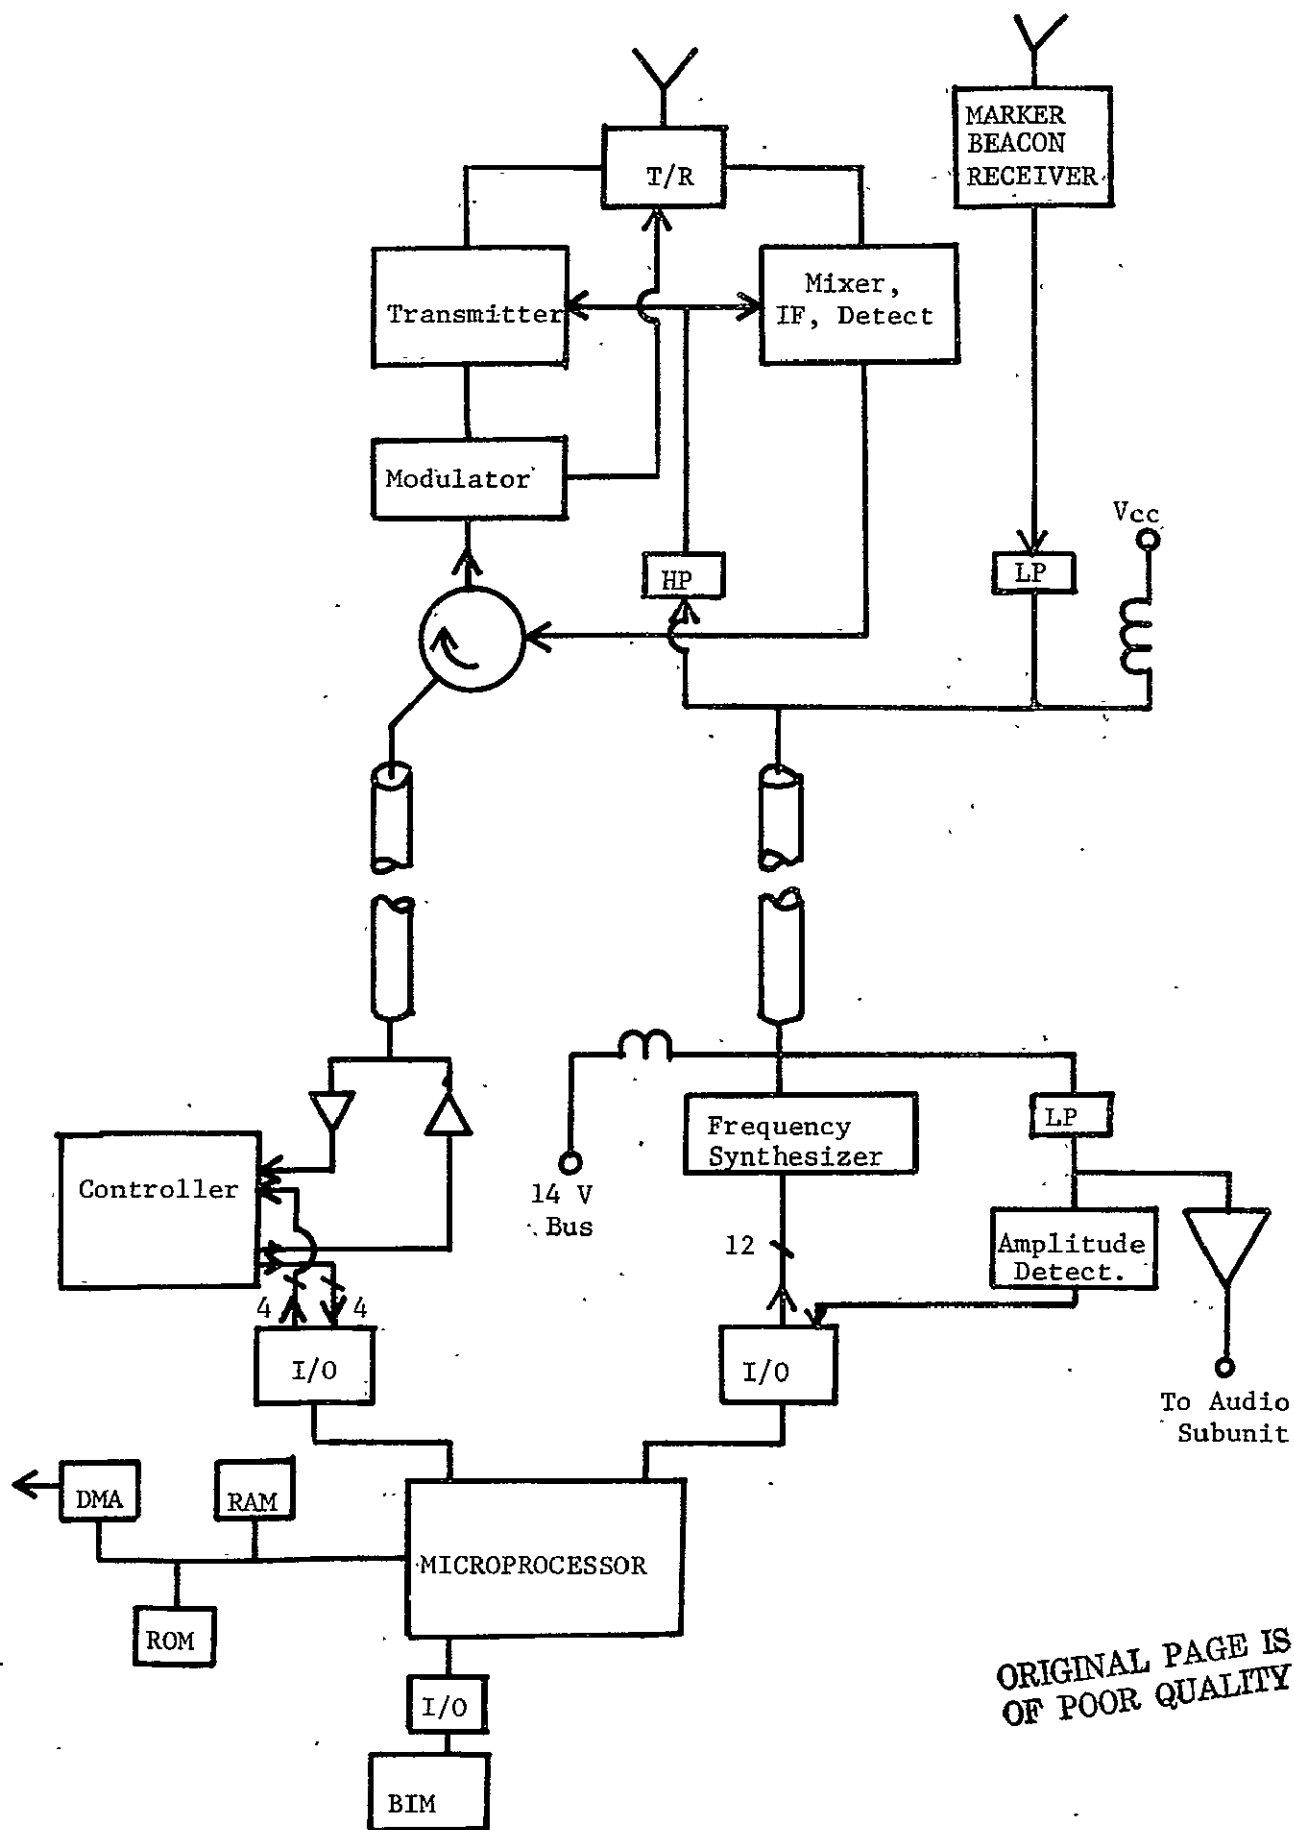 MARKER
BEACON
RECEIVER
T/R
Transmitter
Mixer,
IF, Detect
Modulator
Vcc
HP
LP
Controller
14 V
Bus
Frequency
Synthesizer
LP
12
Amplitude
Detect.
4
4
I/O
I/O
To Audio
Subunit
DMA
RAM
MICROPROCESSOR
ROM
I/O
BIM
ORIGINAL PAGE IS
OF POOR QUALITY